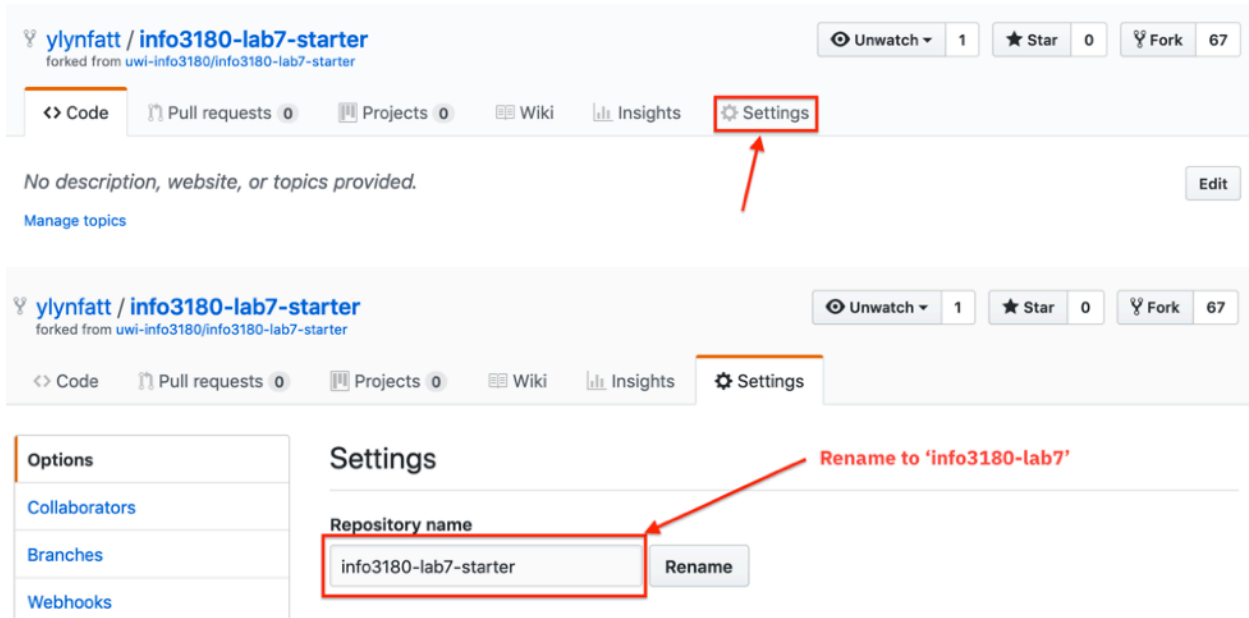 ylynfatt / info3180-lab7-starter
forked from uwi-info3180/info3180-lab7-starter
Unwatch 1 Star 0 Fork 67
<> Code Pull requests 0 Projects 0 Wiki Insights Settings
No description, website, or topics provided.
Edit
Manage topics
ylynfatt / info3180-lab7-starter
forked from uwi-info3180/info3180-lab7-starter
Unwatch 1 Star 0 Fork 67
<> Code Pull requests 0 Projects 0 Wiki Insights Settings
Options
Collaborators
Branches
Webhooks
Settings
Rename to ‘info3180-lab7’
Repository name
info3180-lab7-starter
Rename